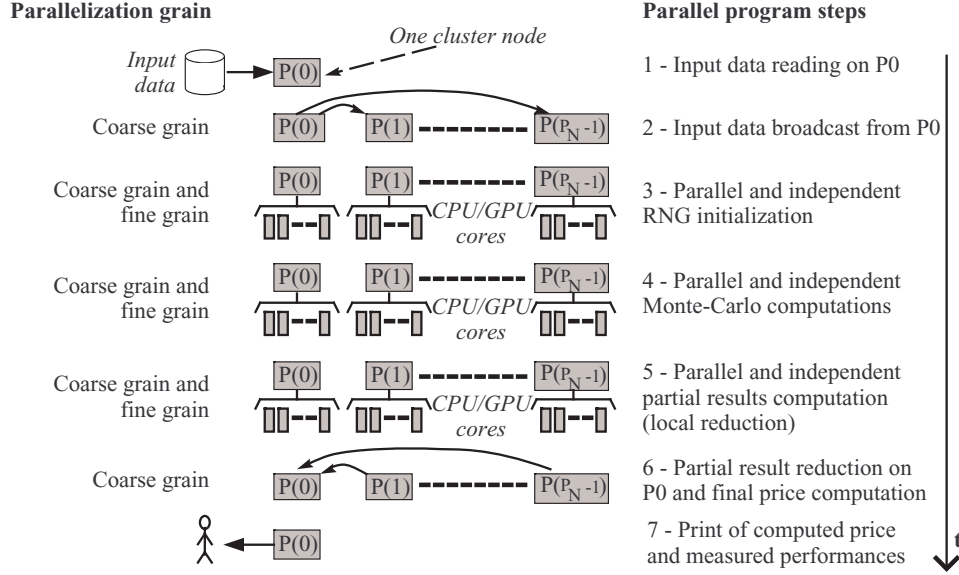 Parallelization grain
Parallel program steps
One cluster node
Input
data
P(0)
1 - Input data reading on P0
Coarse grain
P(0)
P(1)
P(P_N -1)
2 - Input data broadcast from P0
Coarse grain and
fine grain
P(0)
P(1)
P(P_N -1)
CPU/GPU
cores
3 - Parallel and independent
RNG initialization
Coarse grain and
fine grain
P(0)
P(1)
P(P_N -1)
CPU/GPU
cores
4 - Parallel and independent
Monte-Carlo computations
Coarse grain and
fine grain
P(0)
P(1)
P(P_N -1)
CPU/GPU
cores
5 - Parallel and independent
partial results computation
(local reduction)
Coarse grain
P(0)
P(1)
P(P_N -1)
6 - Partial result reduction on
P0 and final price computation
P(0)
7 - Print of computed price
and measured performances
t